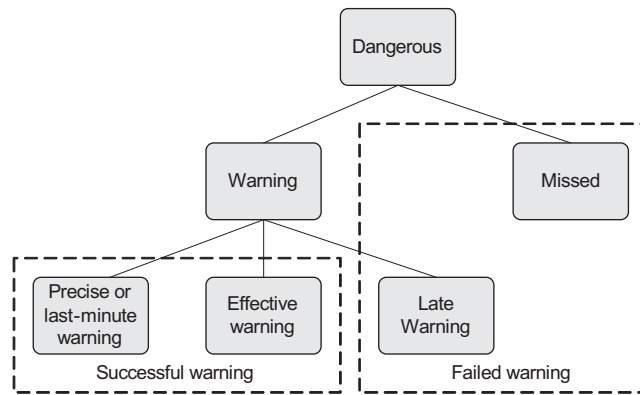 Dangerous
Warning
Missed
Precise or
last-minute
warning
Effective
warning
Late
Warning
Successful warning
Failed warning